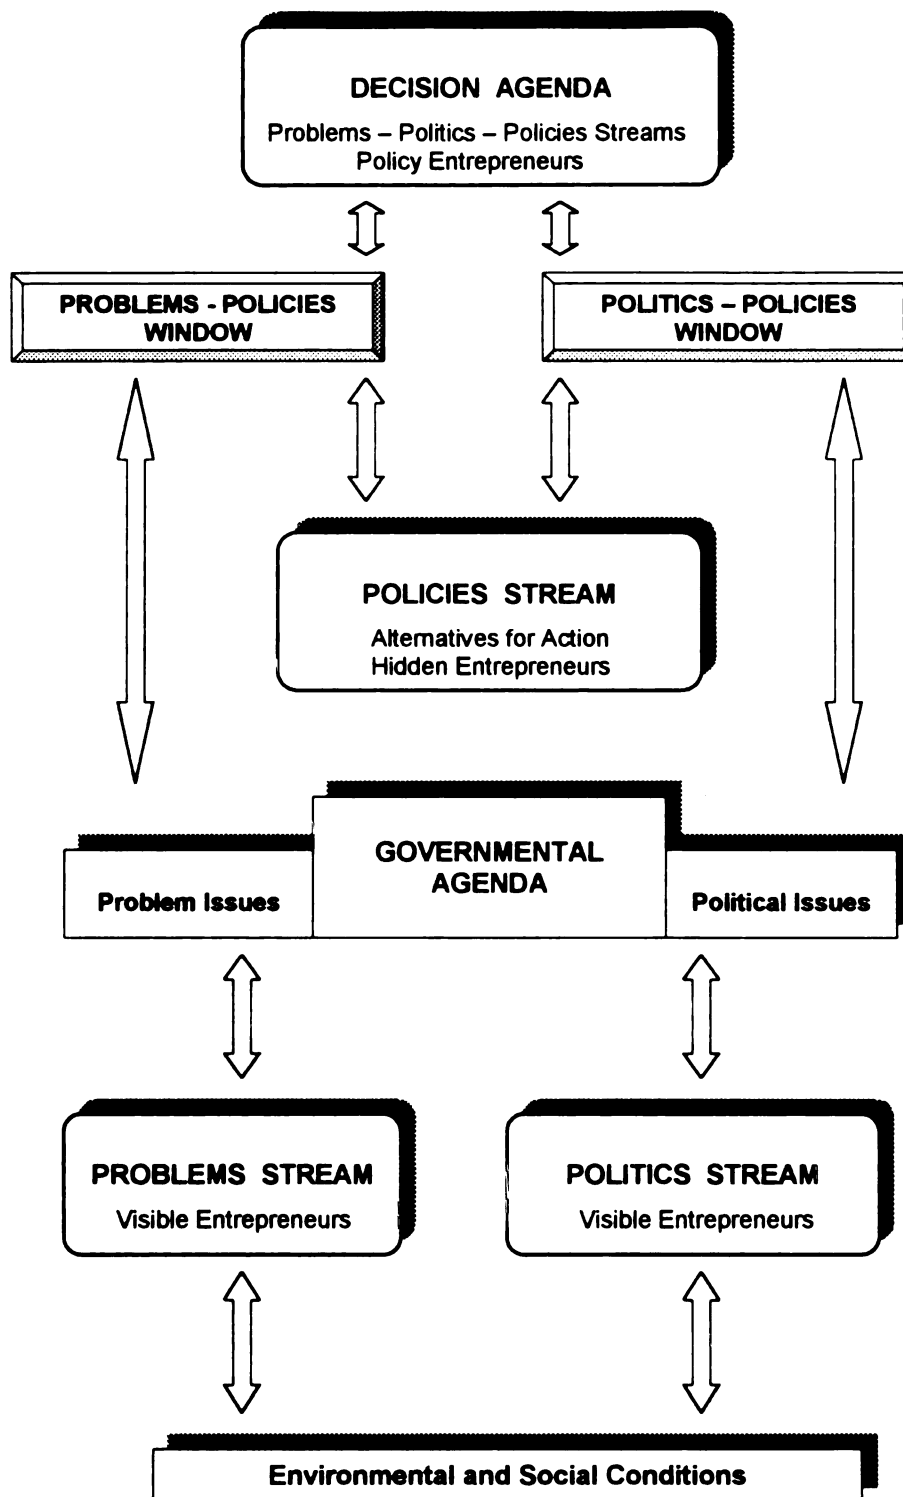 DECISION AGENDA
Problems – Politics – Policies Streams
Policy Entrepreneurs
PROBLEMS - POLICIES
WINDOW
POLITICS – POLICIES
WINDOW
POLICIES STREAM
Alternatives for Action
Hidden Entrepreneurs
GOVERNMENTAL
AGENDA
Problem Issues
Political Issues
PROBLEMS STREAM
Visible Entrepreneurs
POLITICS STREAM
Visible Entrepreneurs
Environmental and Social Conditions